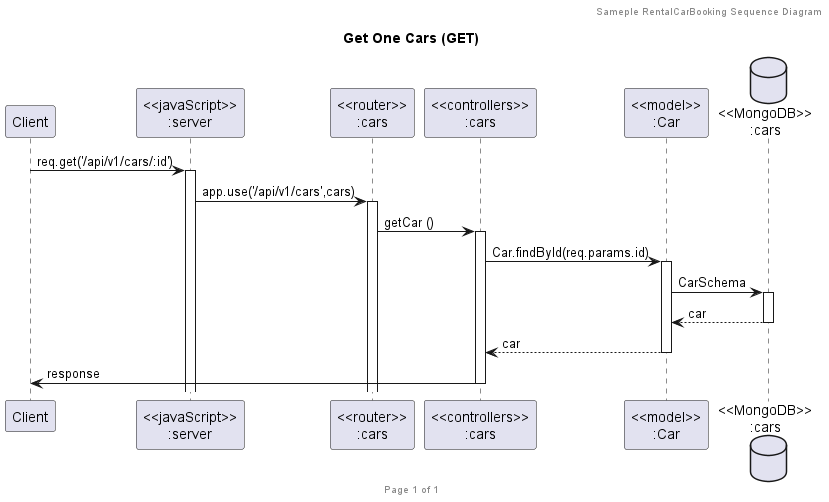 Sameple RentalCarBooking Sequence Diagram
Get One Cars (GET)
Client
<<javaScript>>
:server
<<router>>
:cars
<<controllers>>
:cars
<<model>>
:Car
<<MongoDB>>
:cars
req.get('/api/v1/cars/:id')
app.use('/api/v1/cars',cars)
getCar ()
Car.findById(req.params.id)
CarSchema
car
car
response
Client
<<javaScript>>
:server
<<router>>
:cars
<<controllers>>
:cars
<<model>>
:Car
<<MongoDB>>
:cars
Page 1 of 1